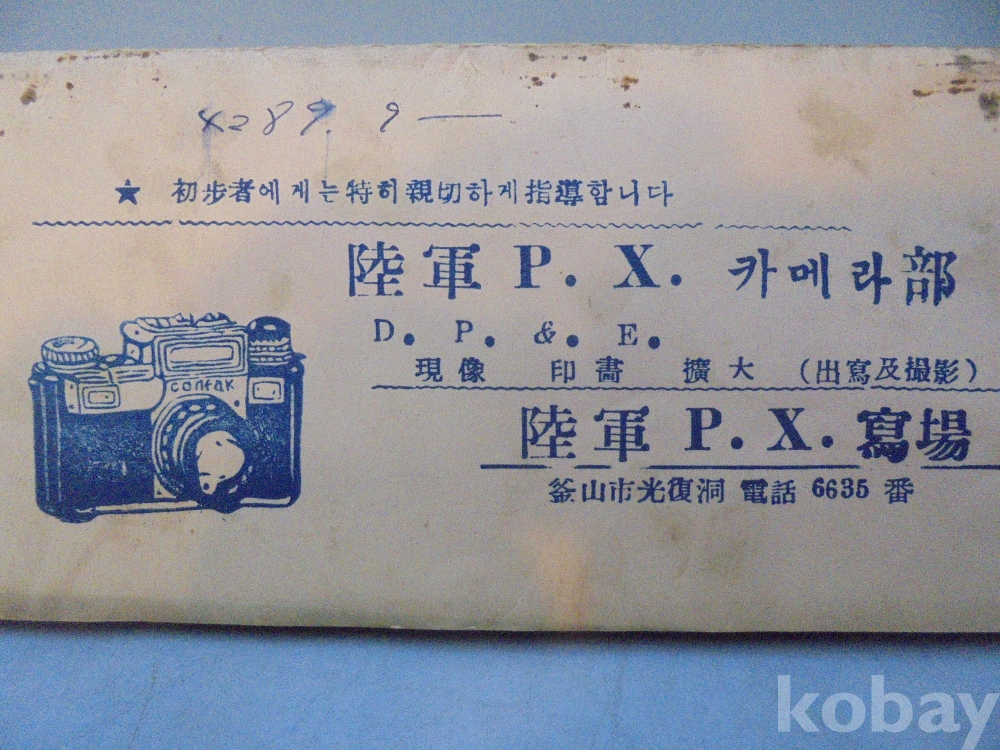 4289. 9 —
★ 初步者에게는特히親切하게指導합니다
陸軍 P. X. 카메라部
D. P. & E.
現像 印書 擴大 (出寫及撮影)
contak
陸軍 P. X. 寫場
釜山市光復洞 電話 6635 番
kobay